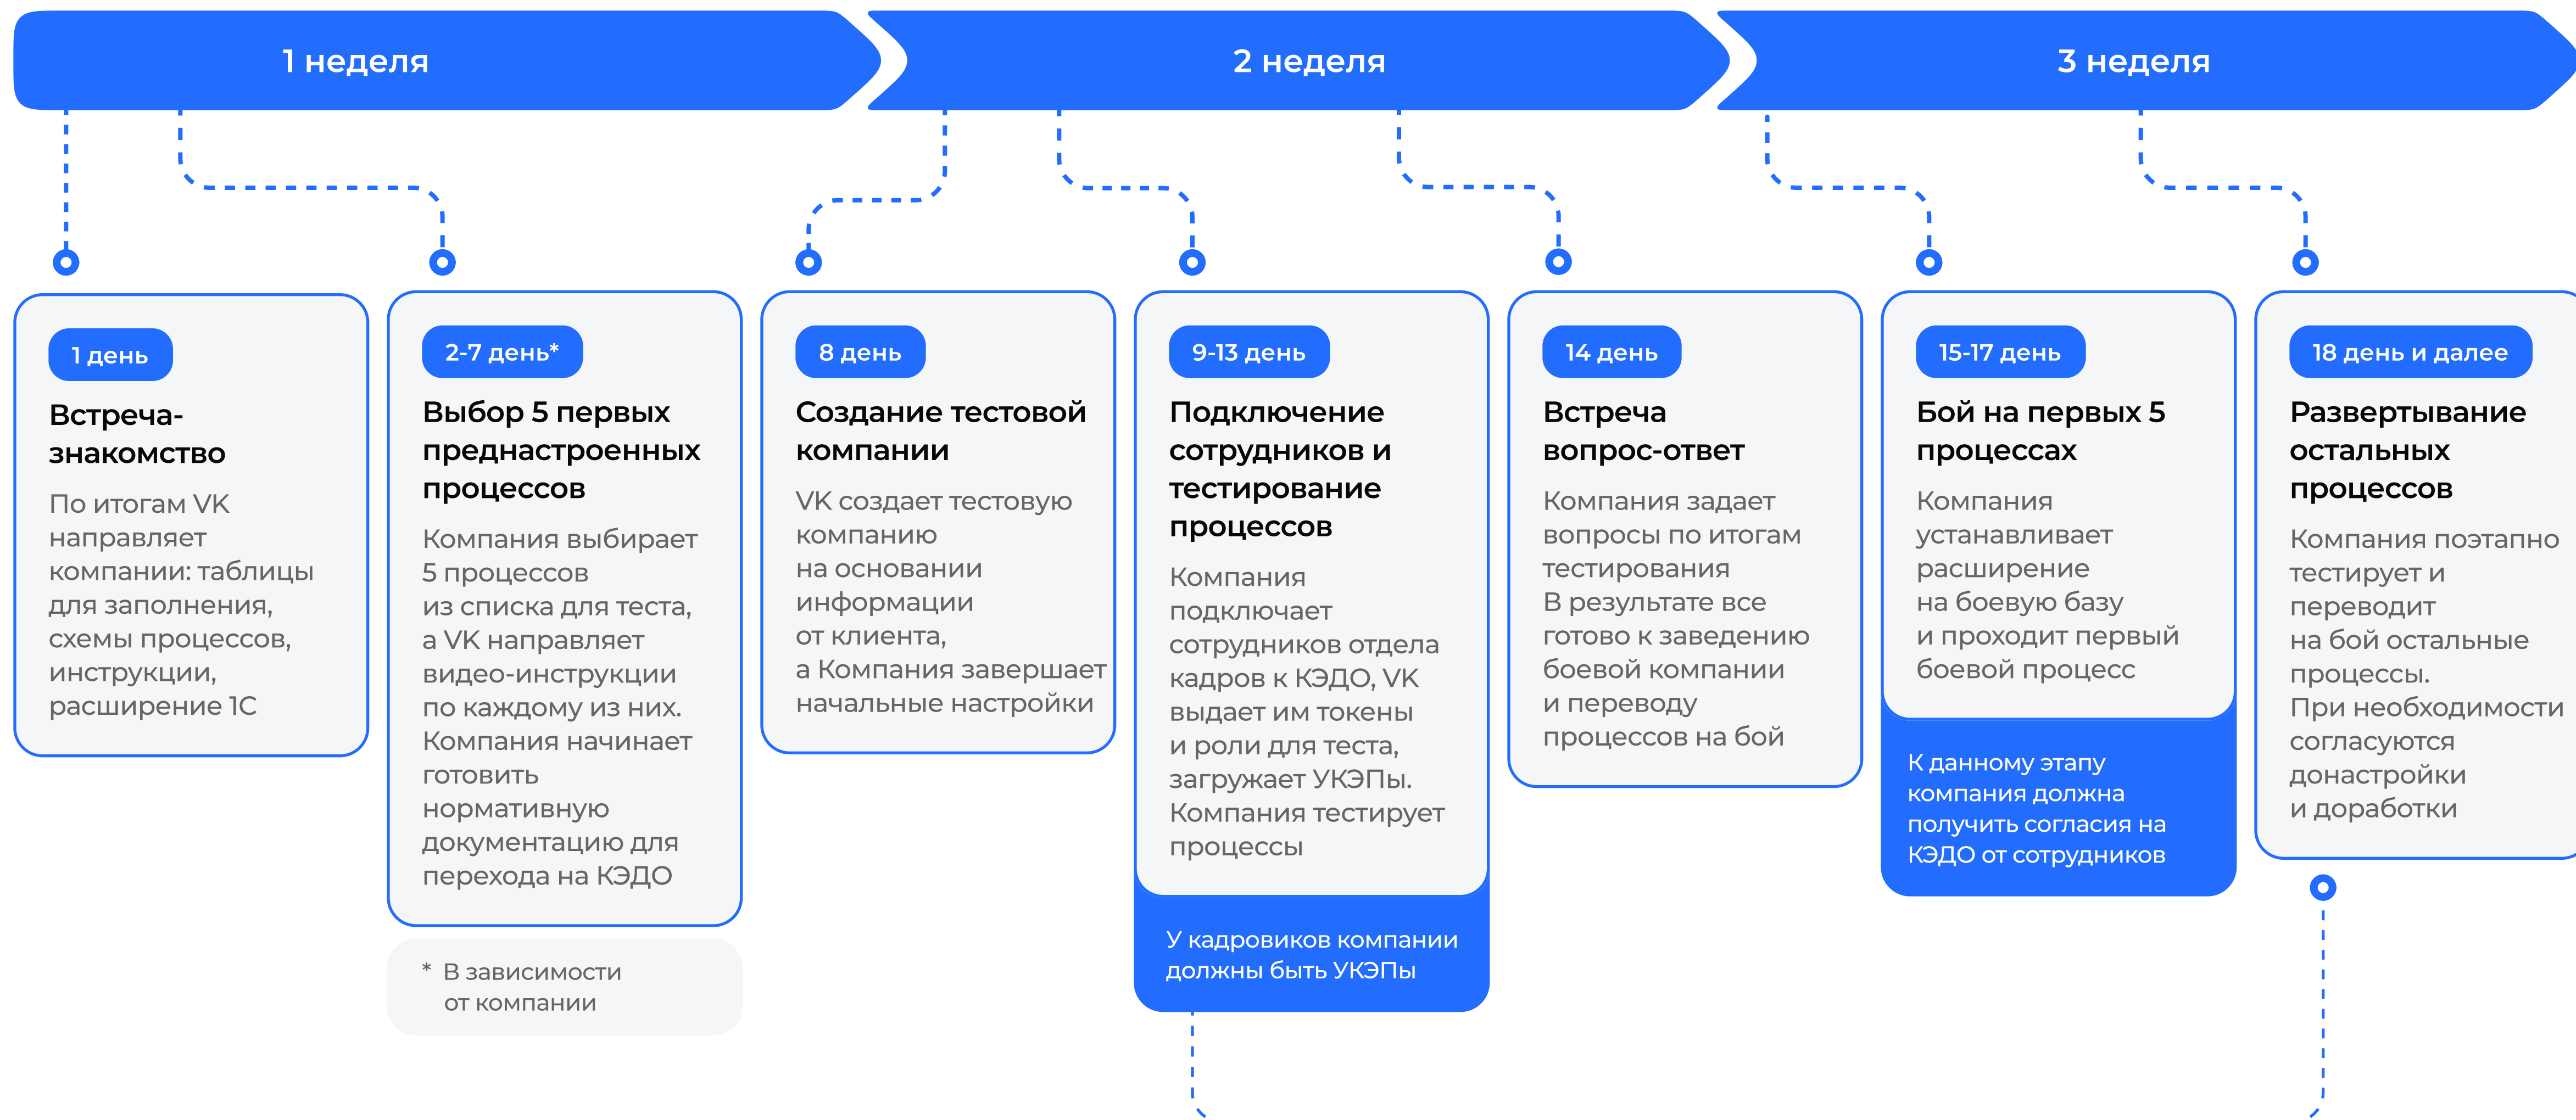 1 неделя
2 неделя
3 неделя
1 день
Встреча-
знакомство
По итогам VK
направляет
компании: таблицы
для заполнения,
схемы процессов,
инструкции,
расширение 1С
2-7 день*
Выбор 5 первых
преднастроенных
процессов
Компания выбирает
5 процессов
из списка для теста,
а VK направляет
видео-инструкции
по каждому из них.
Компания начинает
готовить
нормативную
документацию для
перехода на КЭДО
* В зависимости
от компании
8 день
Создание тестовой
компании
VK создает тестовую
компанию
на основании
информации
от клиента,
а Компания завершает
начальные настройки
9-13 день
Подключение
сотрудников и
тестирование
процессов
Компания
подключает
сотрудников отдела
кадров к КЭДО, VK
выдает им токены
и роли для теста,
загружает УКЭПы.
Компания тестирует
процессы
У кадровиков компании
должны быть УКЭПы
14 день
Встреча
вопрос-ответ
Компания задает
вопросы по итогам
тестирования
В результате все
готово к заведению
боевой компании
и переводу
процессов на бой
15-17 день
Бой на первых 5
процессах
Компания
устанавливает
расширение
на боевую базу
и проходит первый
боевой процесс
К данному этапу
компания должна
получить согласия на
КЭДО от сотрудников
18 день и далее
Развертывание
остальных
процессов
Компания поэтапно
тестирует и
переводит
на бой остальные
процессы.
При необходимости
согласуются
донастройки
и доработки